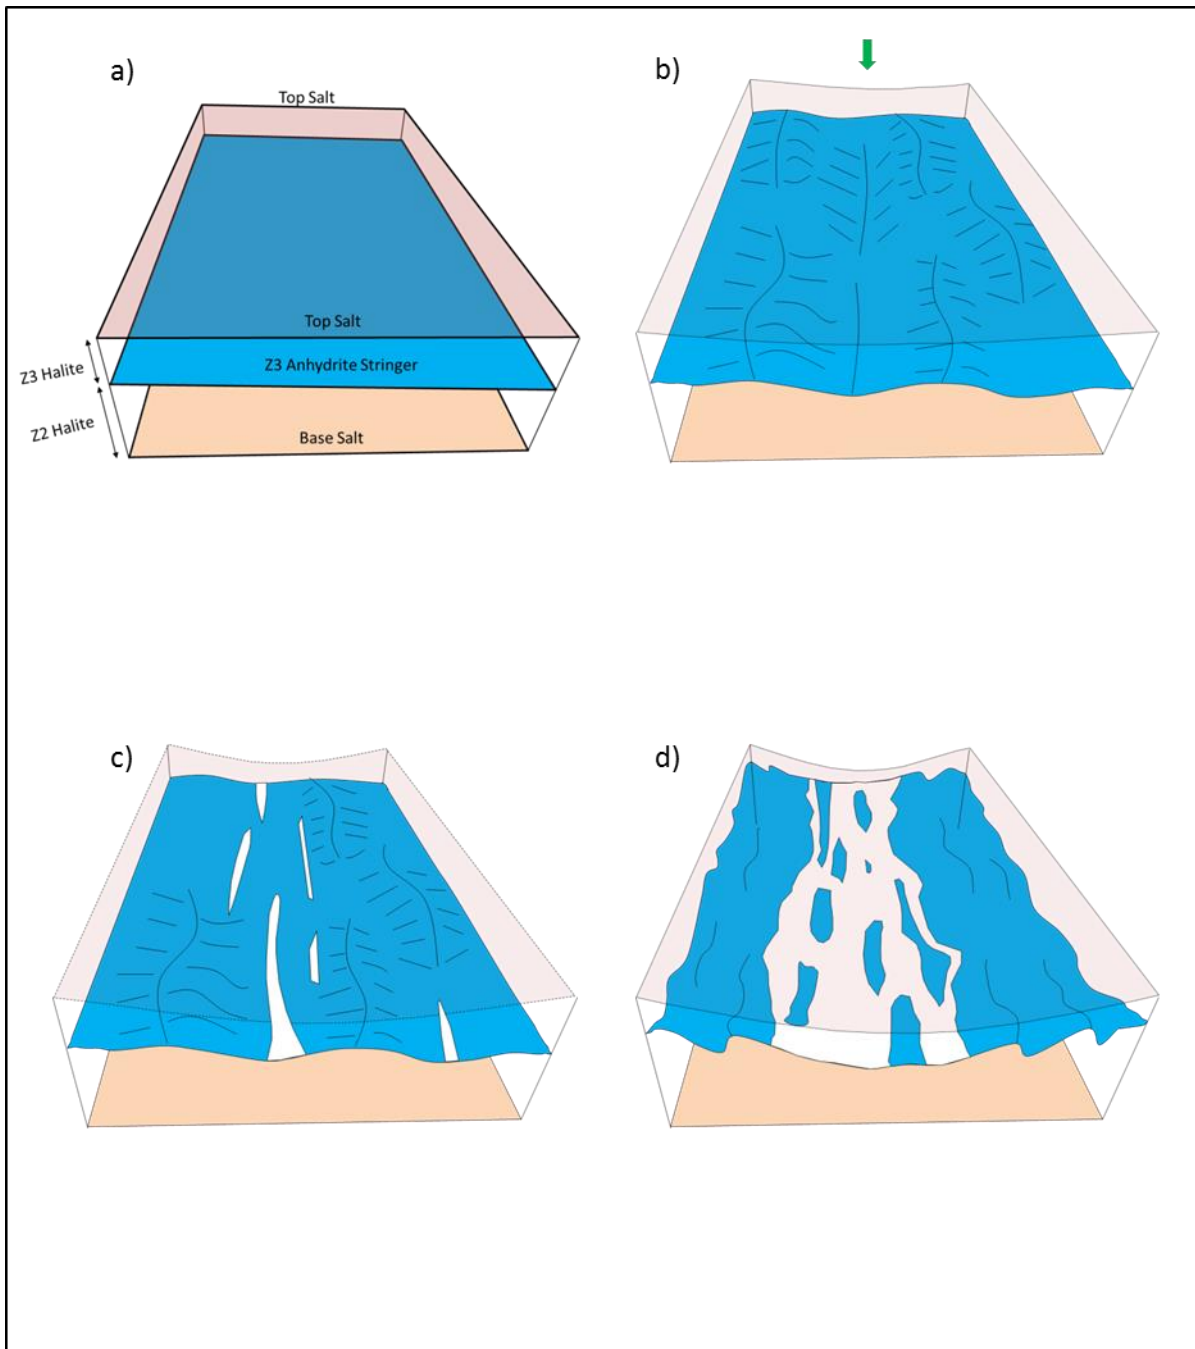 a)
Top Salt
Top Salt
Z3 Anhydrite Stringer
Base Salt
Z3 Halite
Z2 Halite
b)
c)
d)